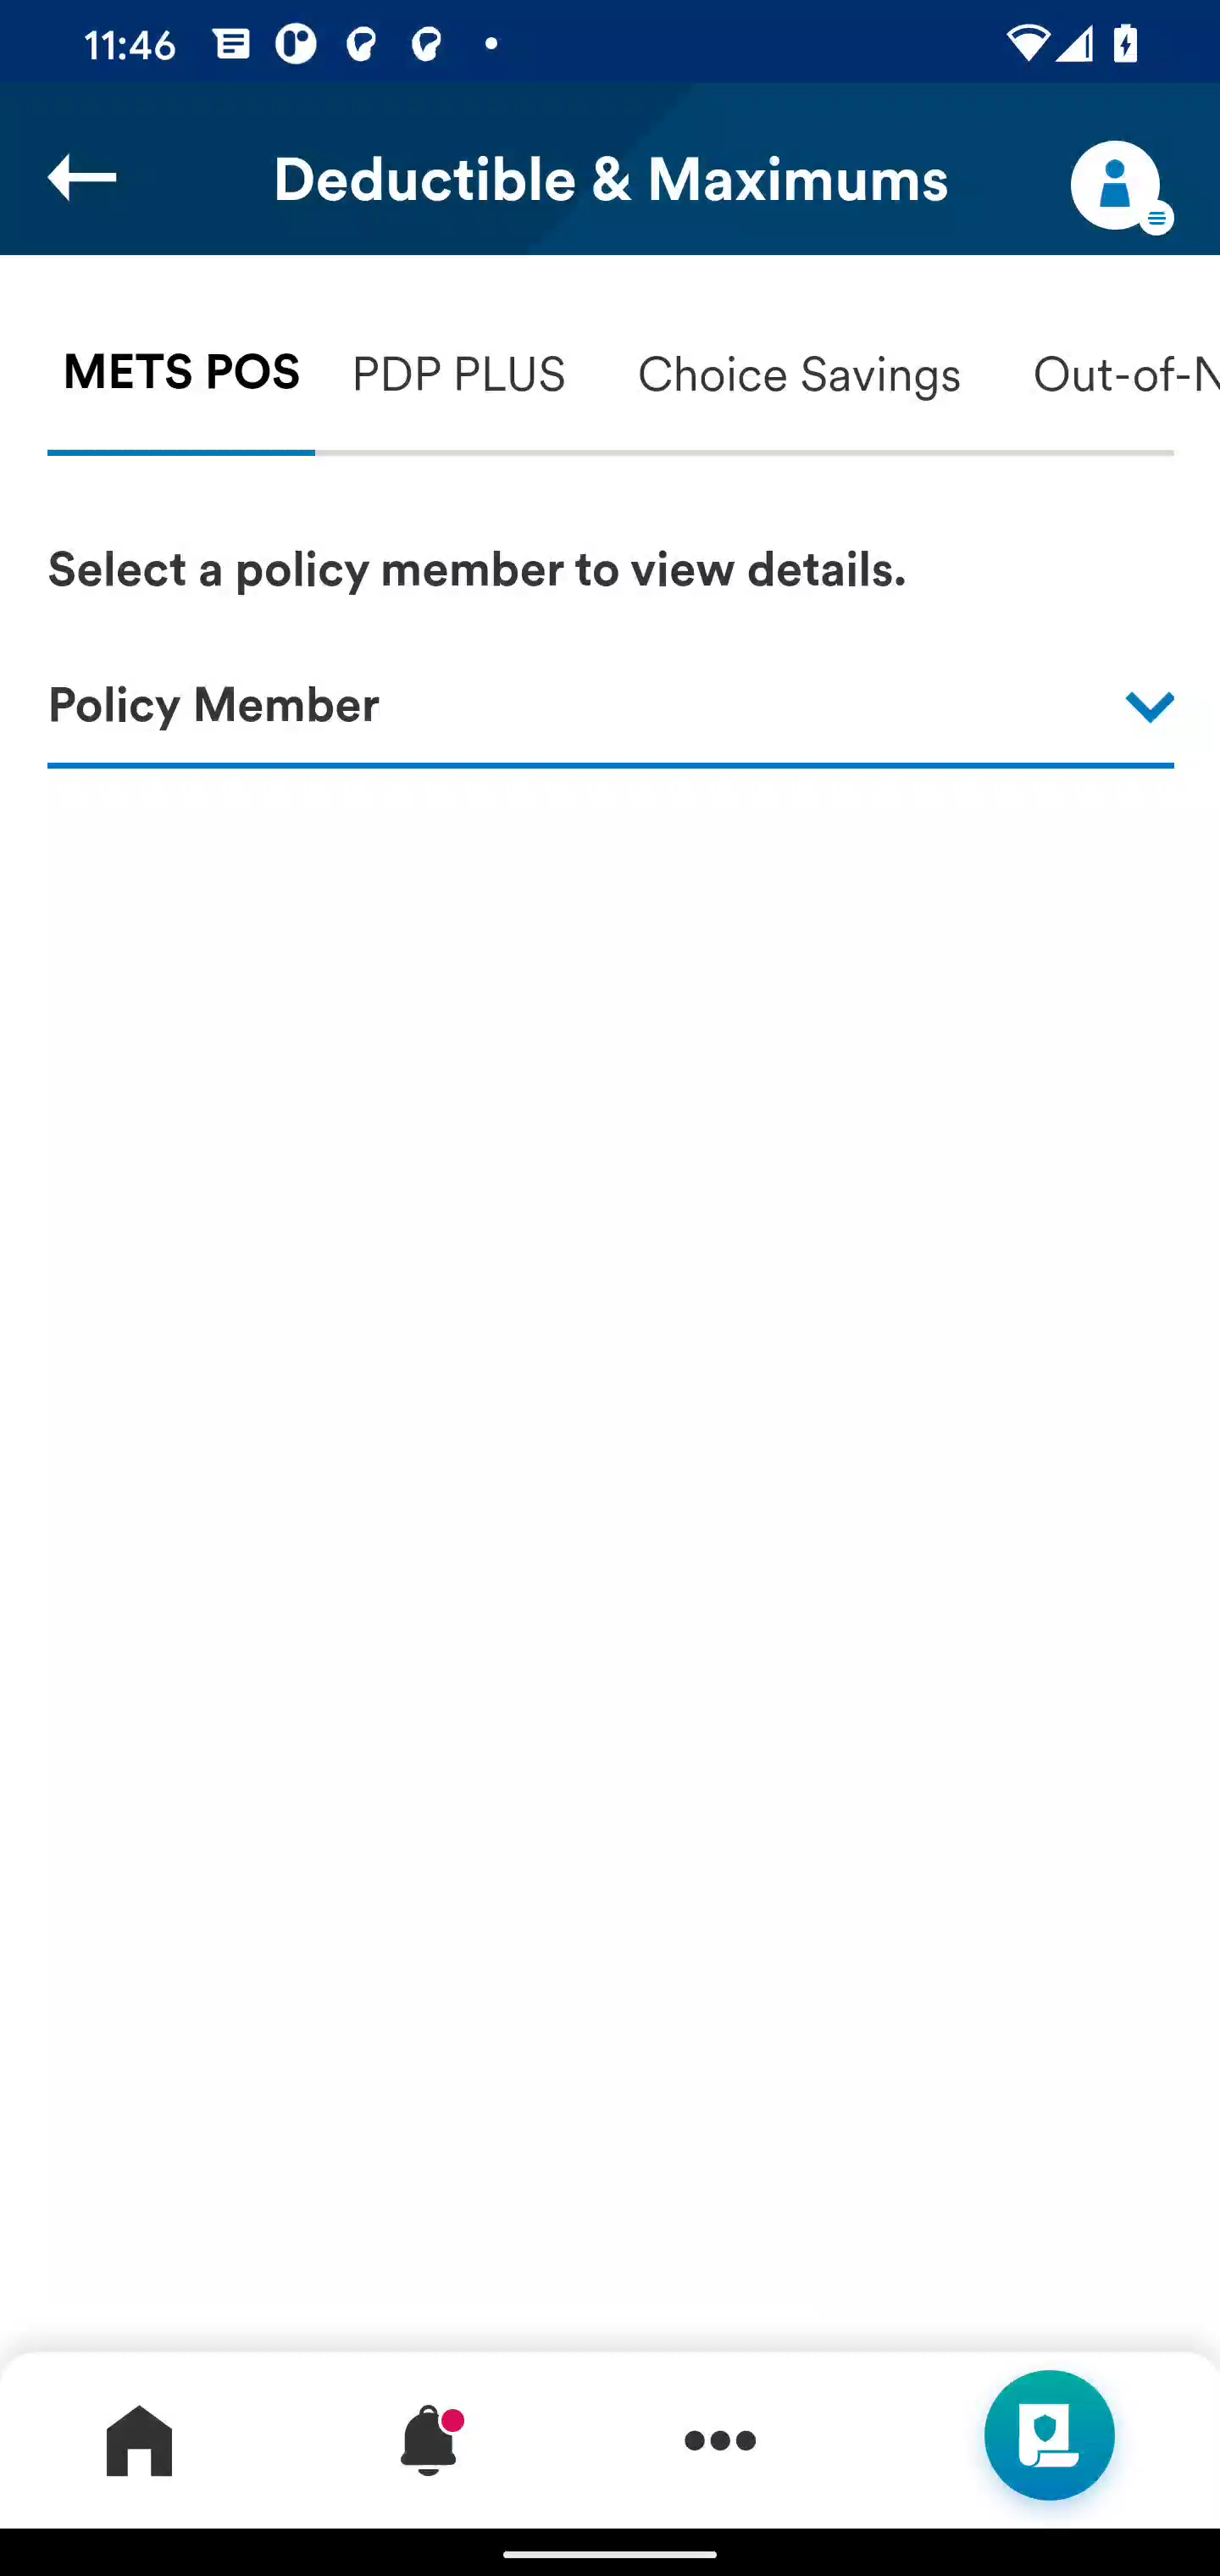 11:46
Deductible & Maximums
METS POS PDP PLUS Choice Savings Out-of-N
Select a policy member to view details.
Policy Member